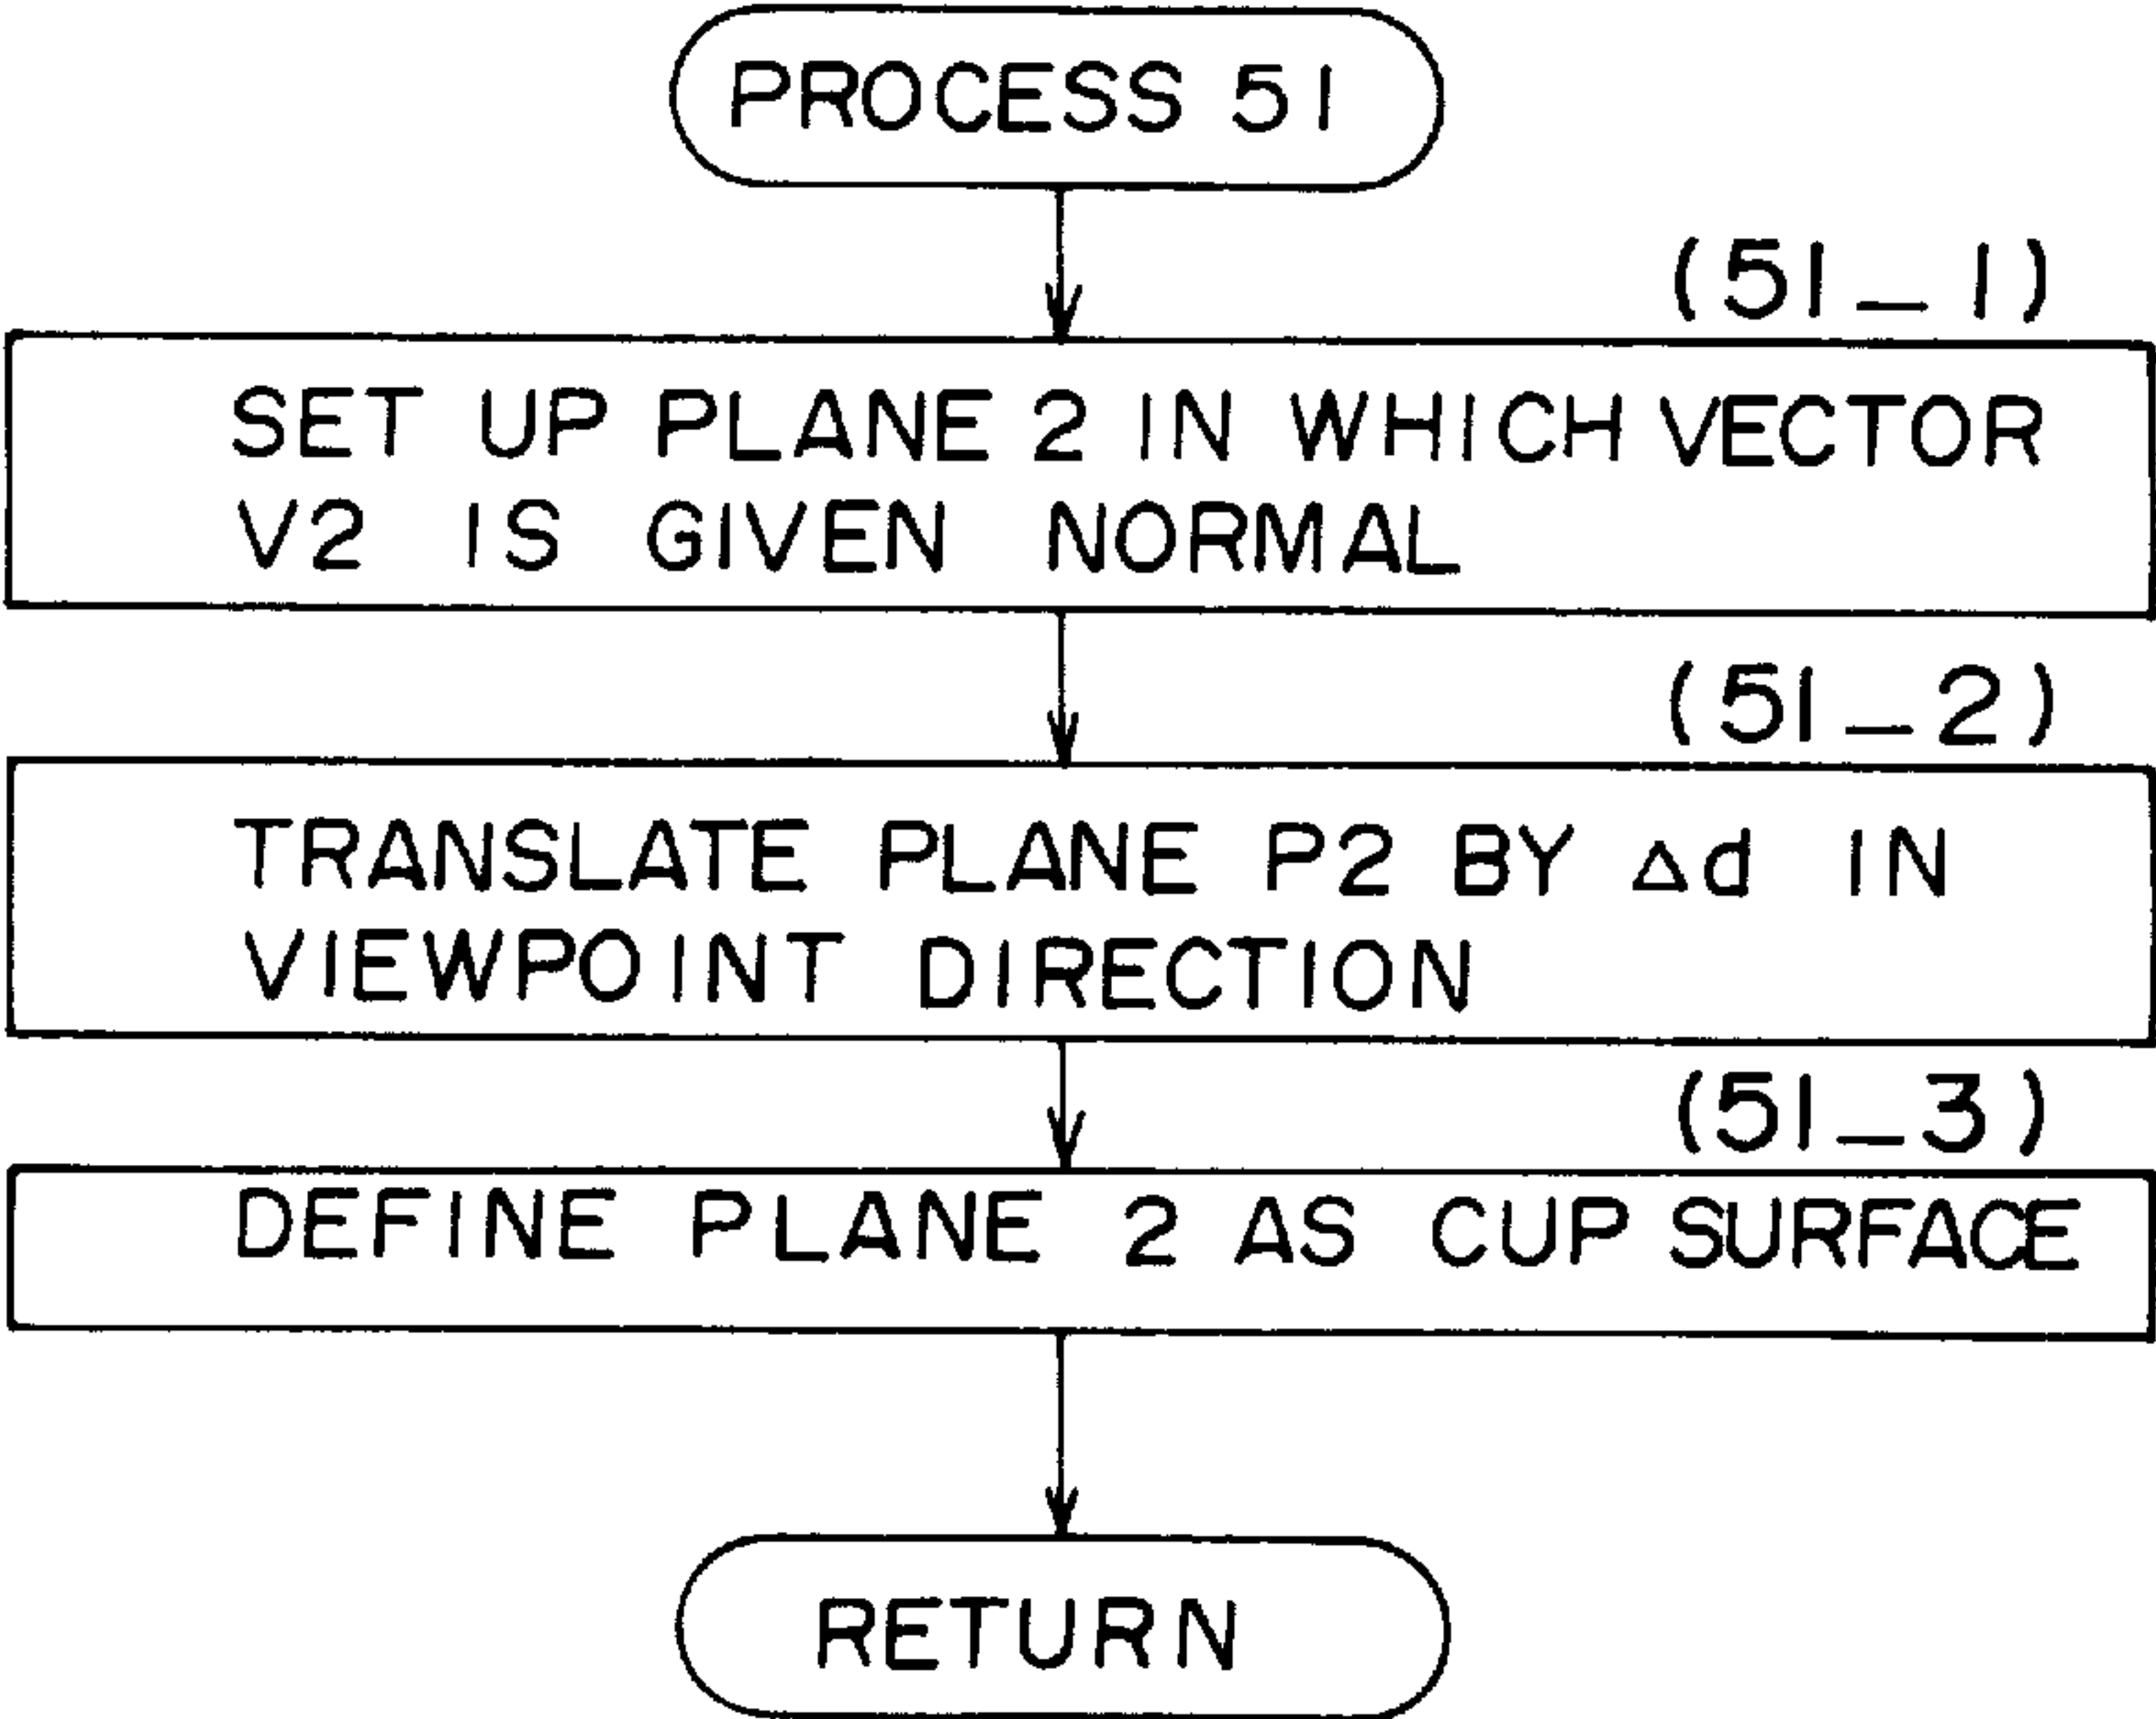 PROCESS 51
(51_1)
SET UP PLANE 2 IN WHICH VECTOR
V2 IS GIVEN NORMAL
(51_2)
TRANSLATE PLANE P2 BY Δd IN
VIEWPOINT DIRECTION
(51_3)
DEFINE PLANE 2 AS CUP SURFACE
RETURN